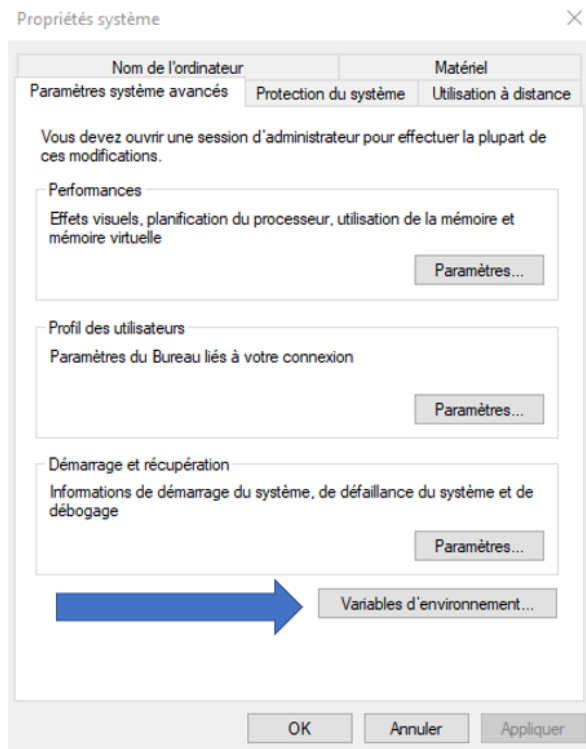 Propriétés système
Nom de l'ordinateur
Matériel
Paramètres système avancés
Protection du système
Utilisation à distance
Vous devez ouvrir une session d'administrateur pour effectuer la plupart de
ces modifications.
Performances
Effets visuels, planification du processeur, utilisation de la mémoire et
mémoire virtuelle
Paramètres...
Profil des utilisateurs
Paramètres du Bureau liés à votre connexion
Paramètres...
Démarrage et récupération
Informations de démarrage du système, de défaillance du système et de
débogage
Paramètres...
Variables d'environnement...
OK
Annuler
Appliquer